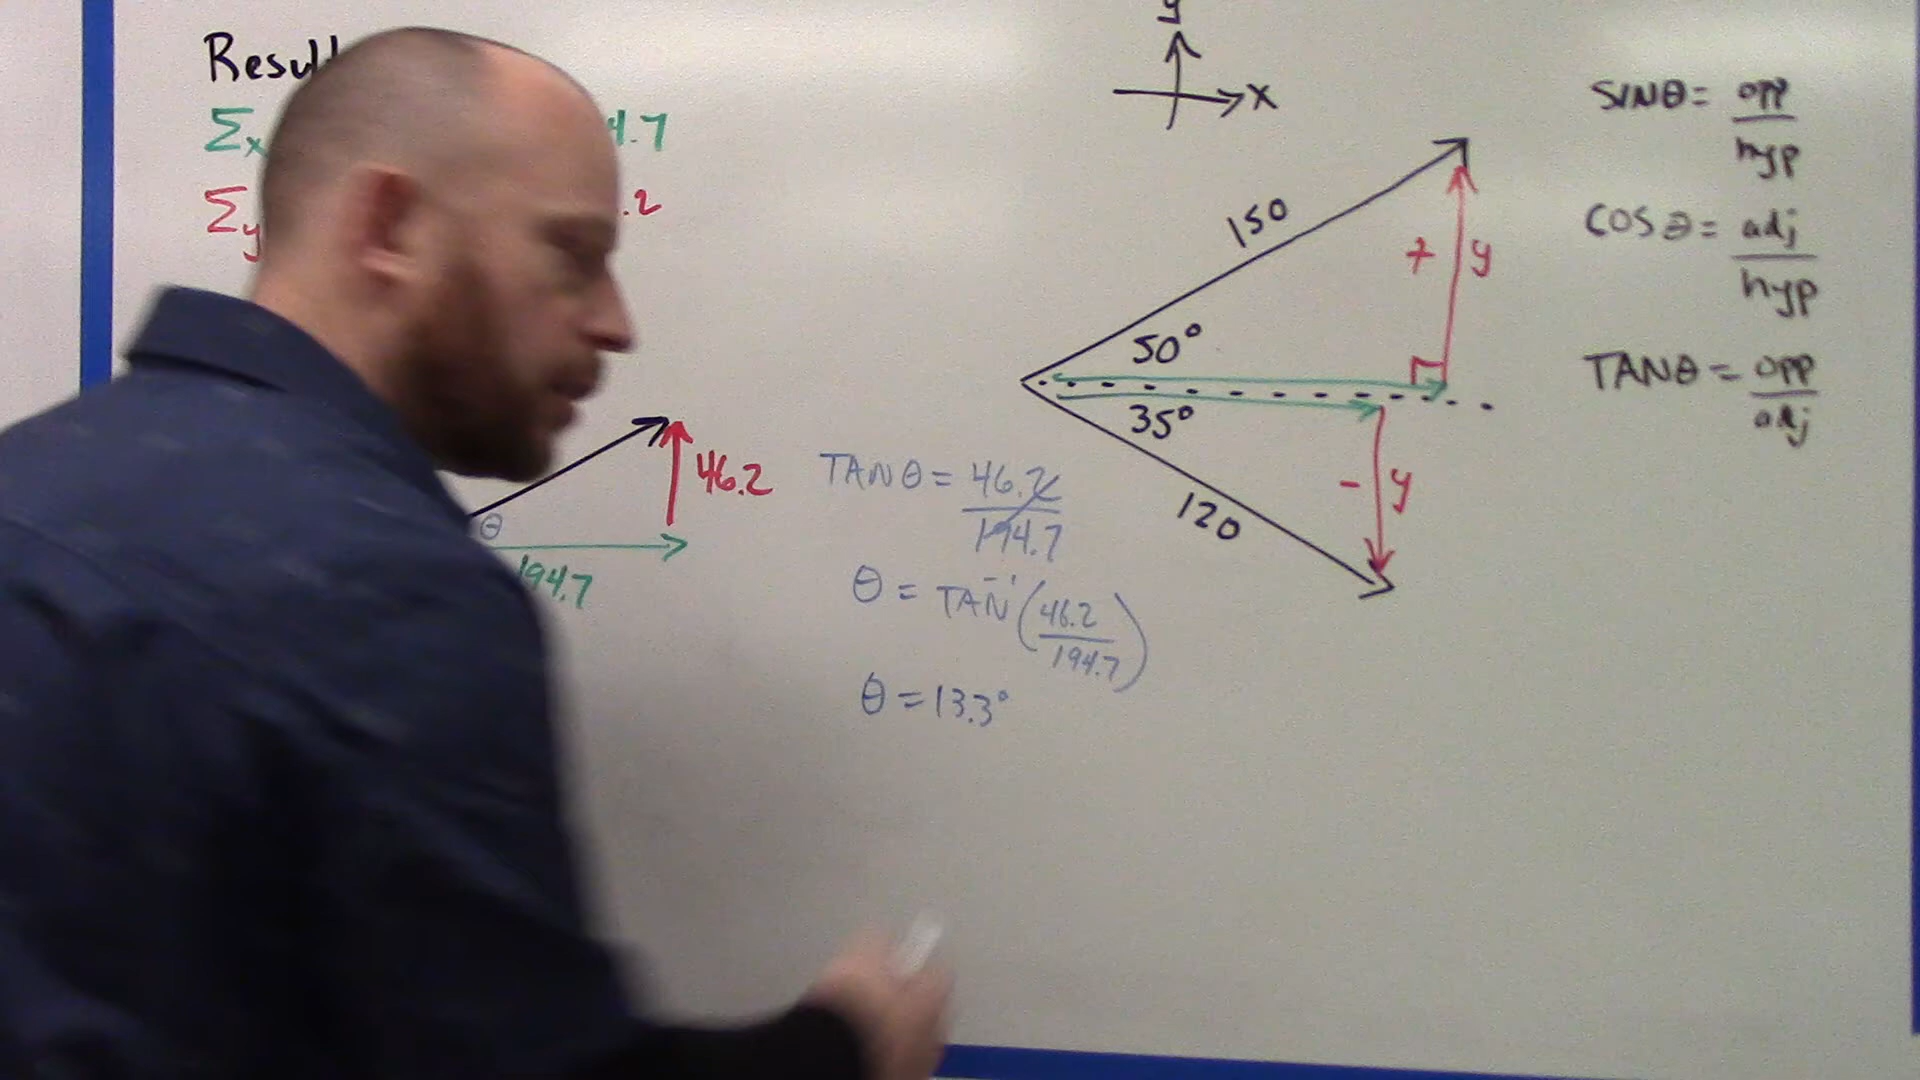 Resul
Σx 4.7
Σy .2
θ
46.2
194.7
TANθ = 46.2/194.7
θ = TAN⁻¹(46.2/194.7)
θ = 13.3°
y
x
150
+ y
50°
35°
- y
120
SINθ = opp/hyp
COSθ = adj/hyp
TANθ = opp/adj